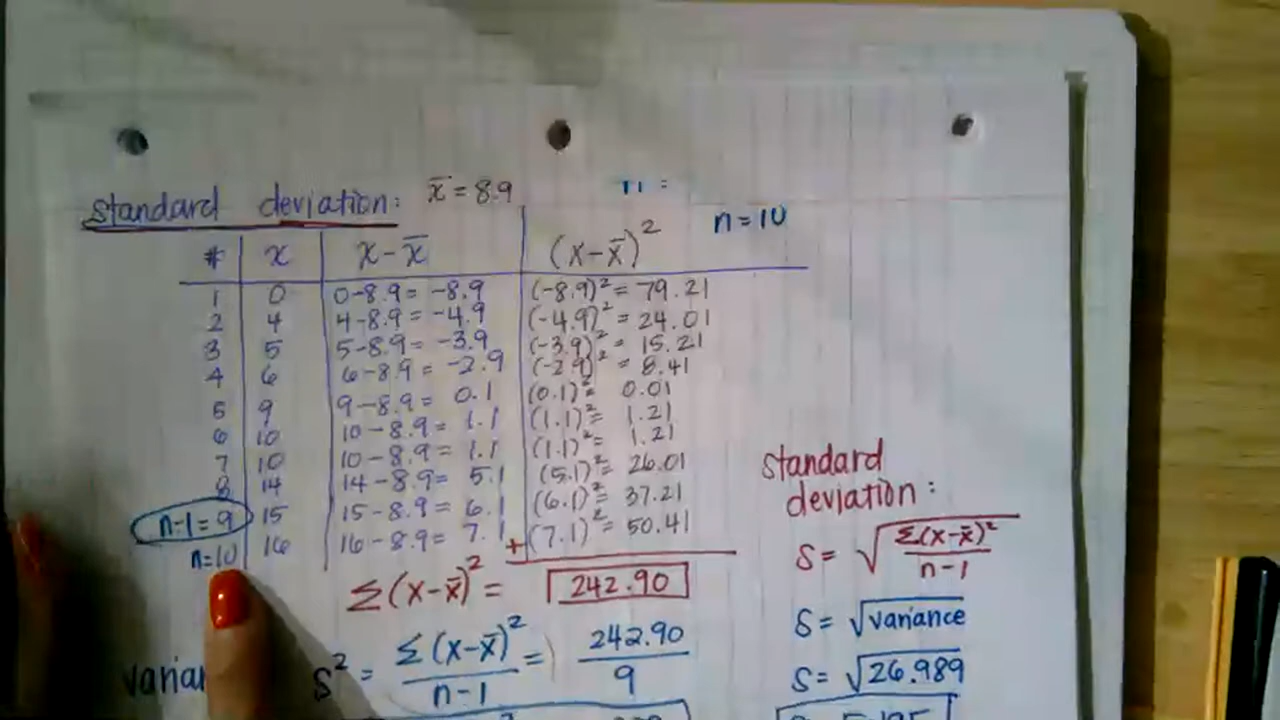 standard deviation: x̄ = 8.9
n = 10
# x x - x̄ (x - x̄)²
1 0 0 - 8.9 = -8.9 (-8.9)² = 79.21
2 4 4 - 8.9 = -4.9 (-4.9)² = 24.01
3 5 5 - 8.9 = -3.9 (-3.9)² = 15.21
4 6 6 - 8.9 = -2.9 (-2.9)² = 8.41
5 9 9 - 8.9 = 0.1 (0.1)² = 0.01
6 10 10 - 8.9 = 1.1 (1.1)² = 1.21
7 10 10 - 8.9 = 1.1 (1.1)² = 1.21
8 14 14 - 8.9 = 5.1 (5.1)² = 26.01
n-1 = 9 15 15 - 8.9 = 6.1 (6.1)² = 37.21
n=10 16 16 - 8.9 = 7.1 + (7.1)² = 50.41
Σ(x-x̄)² = 242.90
s² = Σ(x-x̄)² / n-1 = 242.90 / 9
standard
deviation:
s = √Σ(x-x̄)² / n-1
s = √variance
s = √26.989